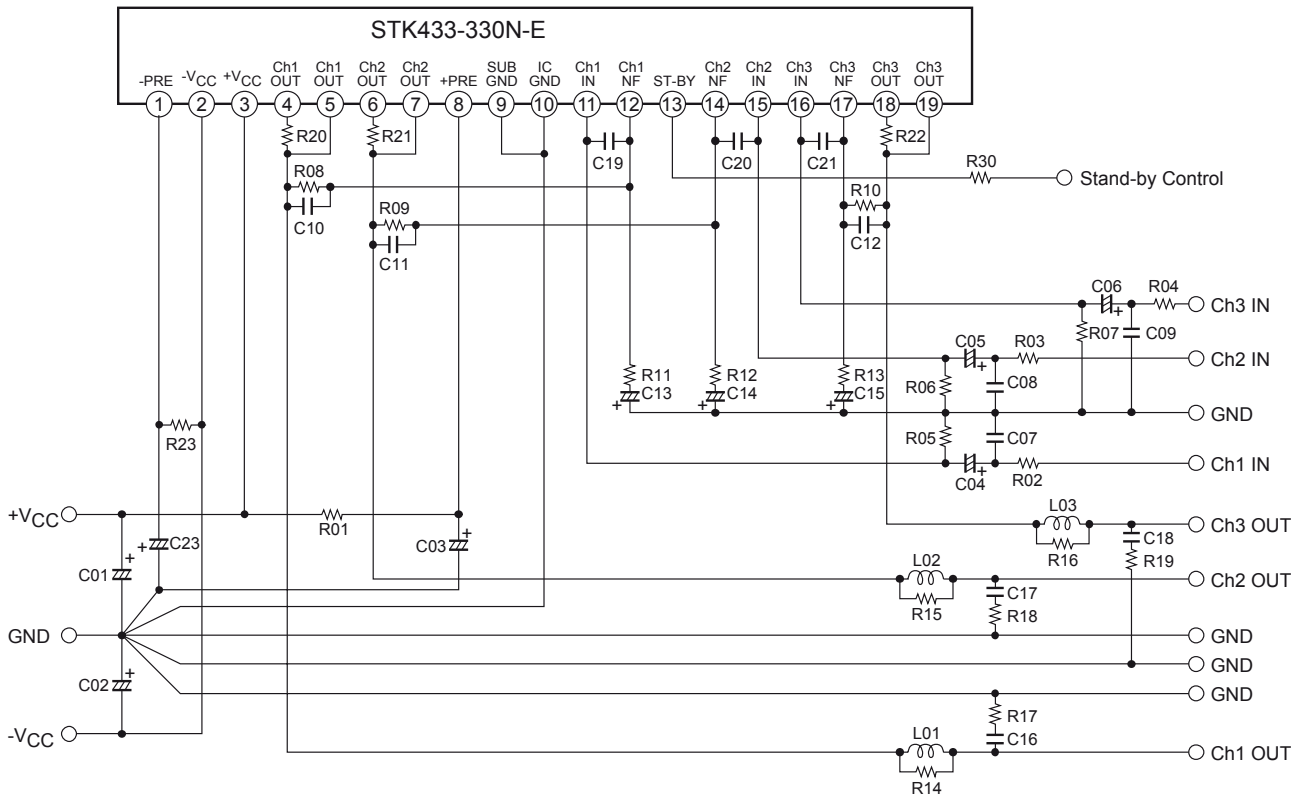 STK433-330N-E
-PRE -VCC +VCC Ch1 OUT Ch1 OUT Ch2 OUT Ch2 OUT +PRE SUB GND IC GND Ch1 IN Ch1 NF ST-BY Ch2 NF Ch2 IN Ch3 IN Ch3 NF Ch3 OUT Ch3 OUT
1 2 3 4 5 6 7 8 9 10 11 12 13 14 15 16 17 18 19
R20 R21 R22
C19 C20 C21
R30 Stand-by Control
R08 R10
C10 R09 C12
C11
C06 R04 Ch3 IN
R07 C09
C05 R03 Ch2 IN
R11 R12 R13 R06 C08
+ C13 + C14 + C15
GND
R23 R05 C07
C04 R02 Ch1 IN
+VCC R01 L03 Ch3 OUT
+ C23 C03 + C18
R16 R19
C01 + L02 Ch2 OUT
C17
R15 R18
GND GND
GND
C02 + GND
R17
-VCC C16
L01 Ch1 OUT
R14